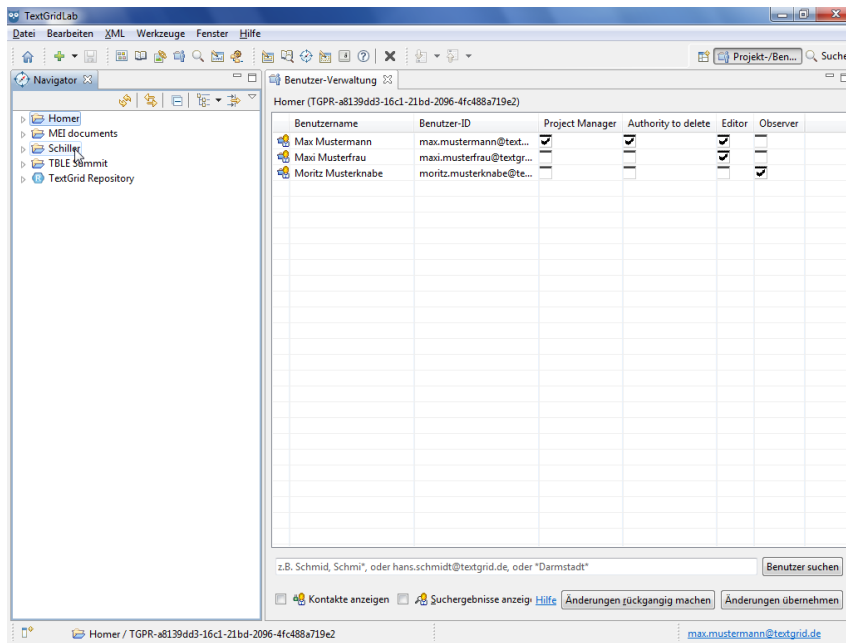 TextGridLab
Datei Bearbeiten XML Werkzeuge Fenster Hilfe
Projekt-/Ben... Suche
Navigator
Homer
MEI documents
Schiller
TBLE Summit
TextGrid Repository
Benutzer-Verwaltung
Homer (TGPR-a8139dd3-16c1-21bd-2096-4fc488a719e2)
Benutzername Benutzer-ID Project Manager Authority to delete Editor Observer
Max Mustermann max.mustermann@text...
Maxi Musterfrau maxi.musterfrau@textgr...
Moritz Musterknabe moritz.musterknabe@te...
z.B. Schmid, Schmi*, oder hans.schmidt@textgrid.de, oder "Darmstadt" Benutzer suchen
Kontakte anzeigen Suchergebnisse anzeig Hilfe Änderungen rückgangig machen Änderungen übernehmen
Homer / TGPR-a8139dd3-16c1-21bd-2096-4fc488a719e2 max.mustermann@textgrid.de